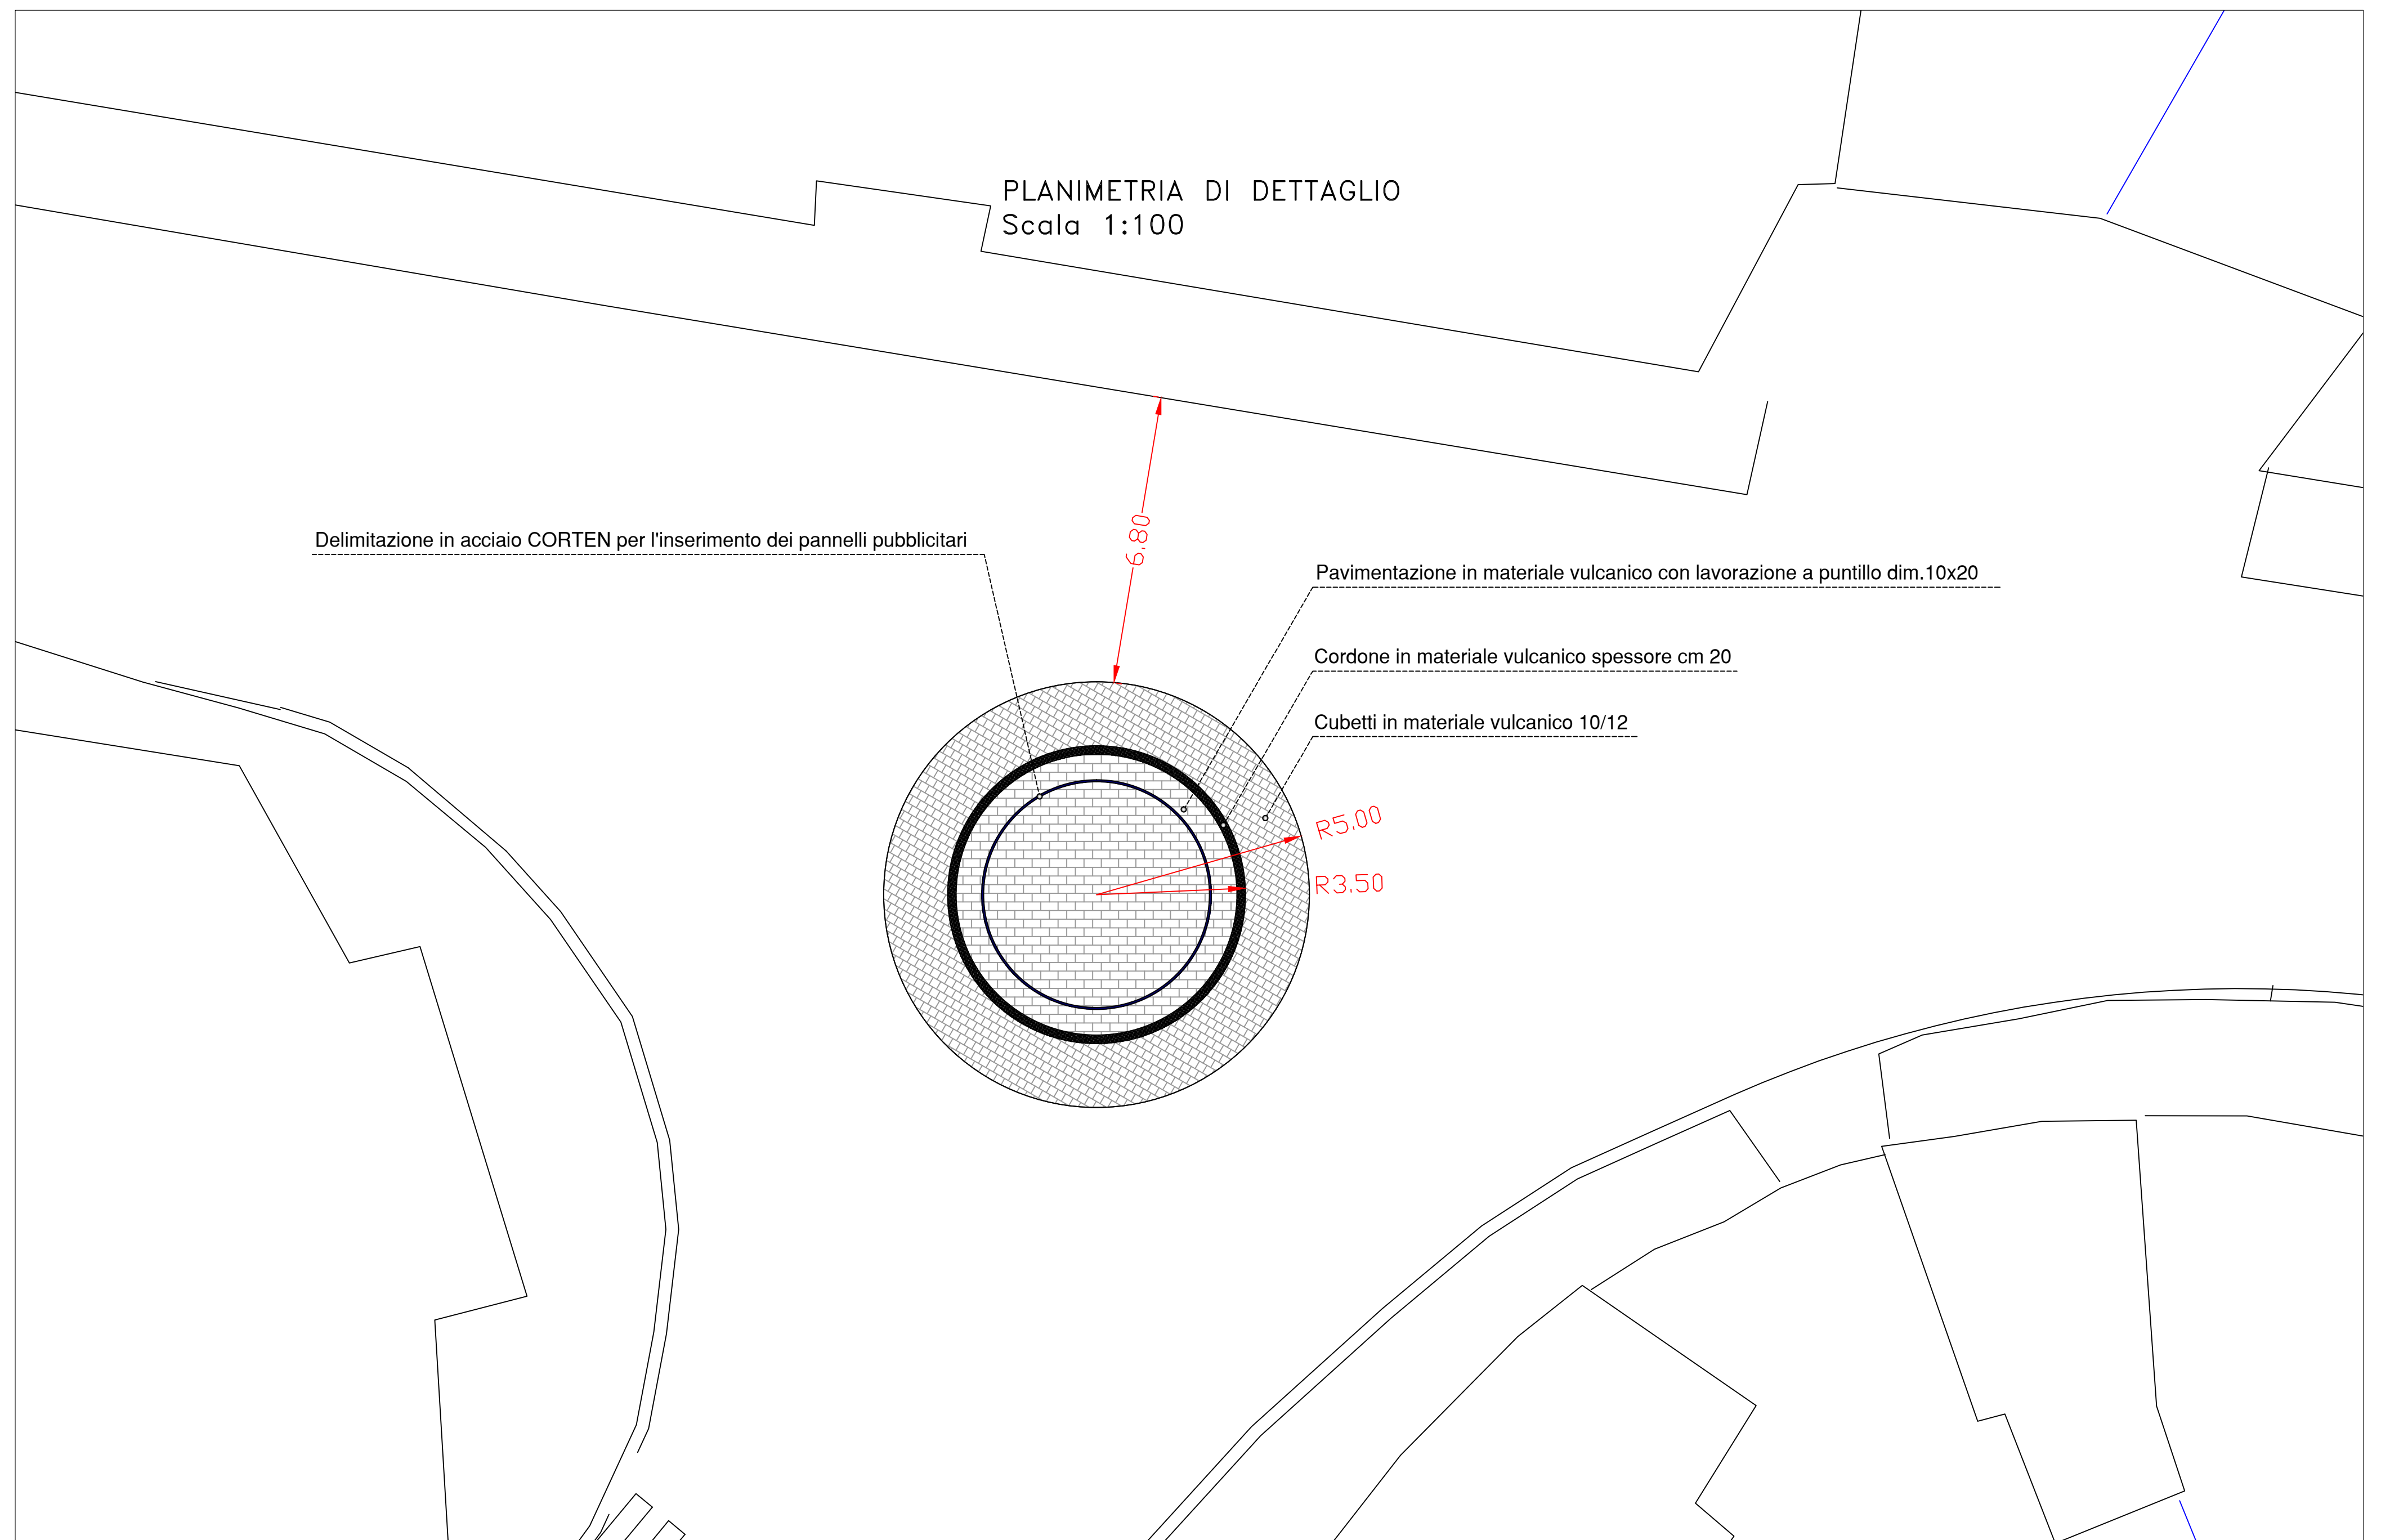 PLANIMETRIA DI DETTAGLIO
Scala 1:100
6.80
Delimitazione in acciaio CORTEN per l'inserimento dei pannelli pubblicitari
Pavimentazione in materiale vulcanico con lavorazione a puntillo dim.10x20
Cordone in materiale vulcanico spessore cm 20
Cubetti in materiale vulcanico 10/12
R5.00
R3.50